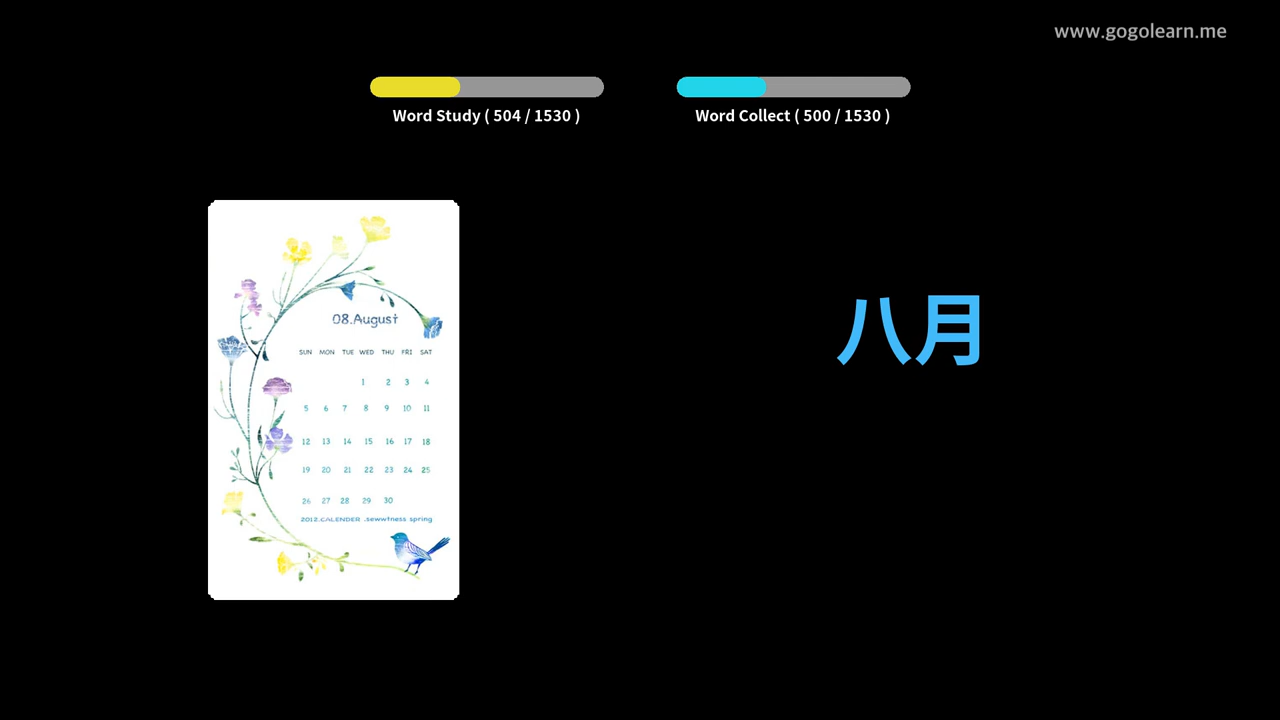 www.gogolearn.me
Word Study ( 504 / 1530 )
Word Collect ( 500 / 1530 )
08.August
SUN MON TUE WED THU FRI SAT
1 2 3 4
5 6 7 8 9 10 11
12 13 14 15 16 17 18
19 20 21 22 23 24 25
26 27 28 29 30
2012.CALENDER .sewwtness spring
八月